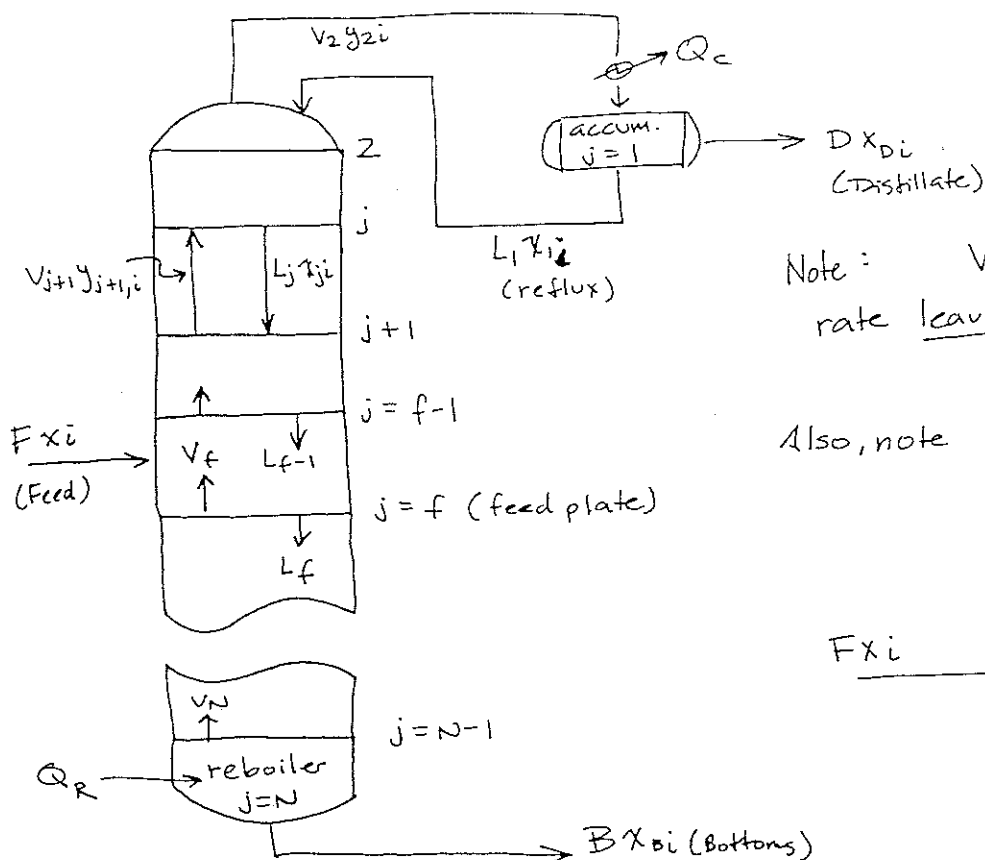 V2 y2i
Qc
accum.
j = 1
D xDi
(Distillate)
2
j
Vj+1 yj+1,i
Lj xji
L1 x1i
(reflux)
Note : V
rate leav
j+1
j = f-1
F xi
(Feed)
Vf
Lf-1
Also, note
j = f (feed plate)
Lf
F xi
VN
j = N-1
QR
reboiler
j=N
B xBi (Bottoms)